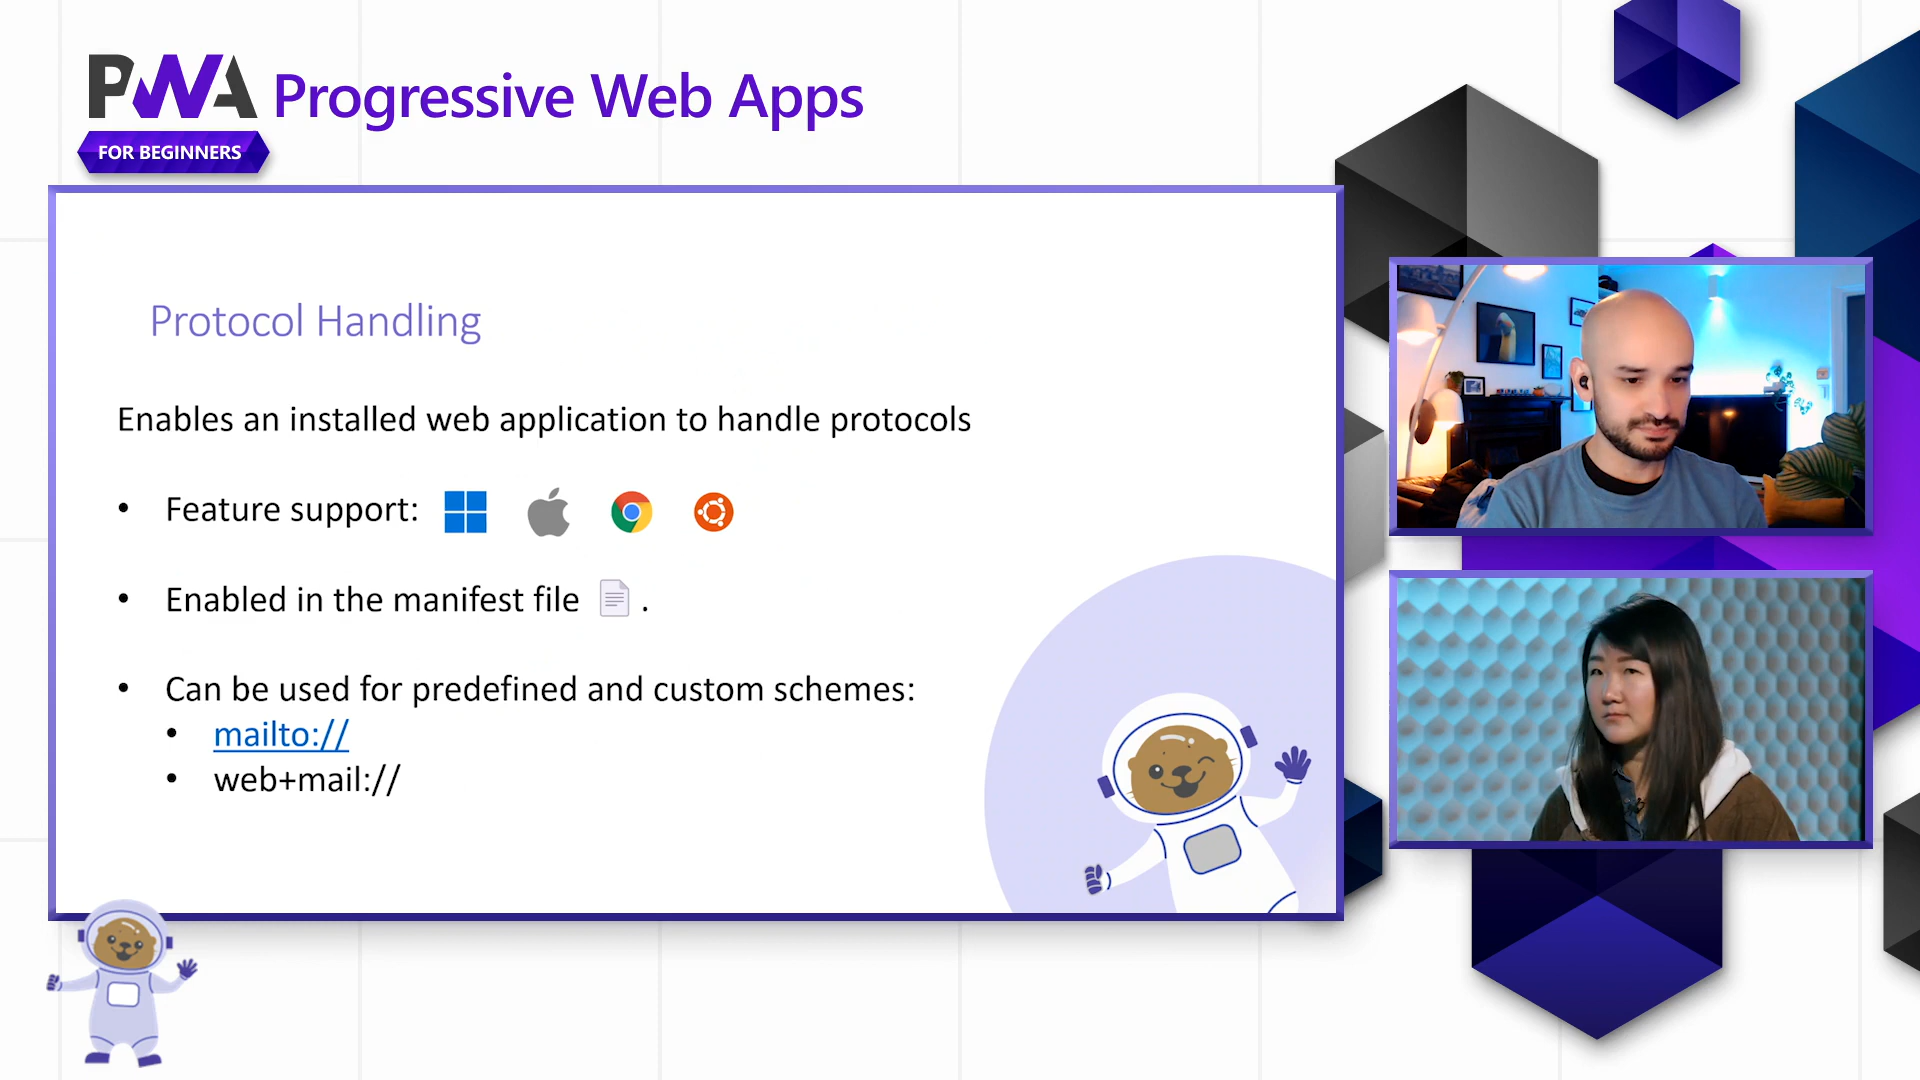 PWA Progressive Web Apps
FOR BEGINNERS
Protocol Handling
Enables an installed web application to handle protocols
• Feature support:
• Enabled in the manifest file .
• Can be used for predefined and custom schemes:
• mailto://
• web+mail://